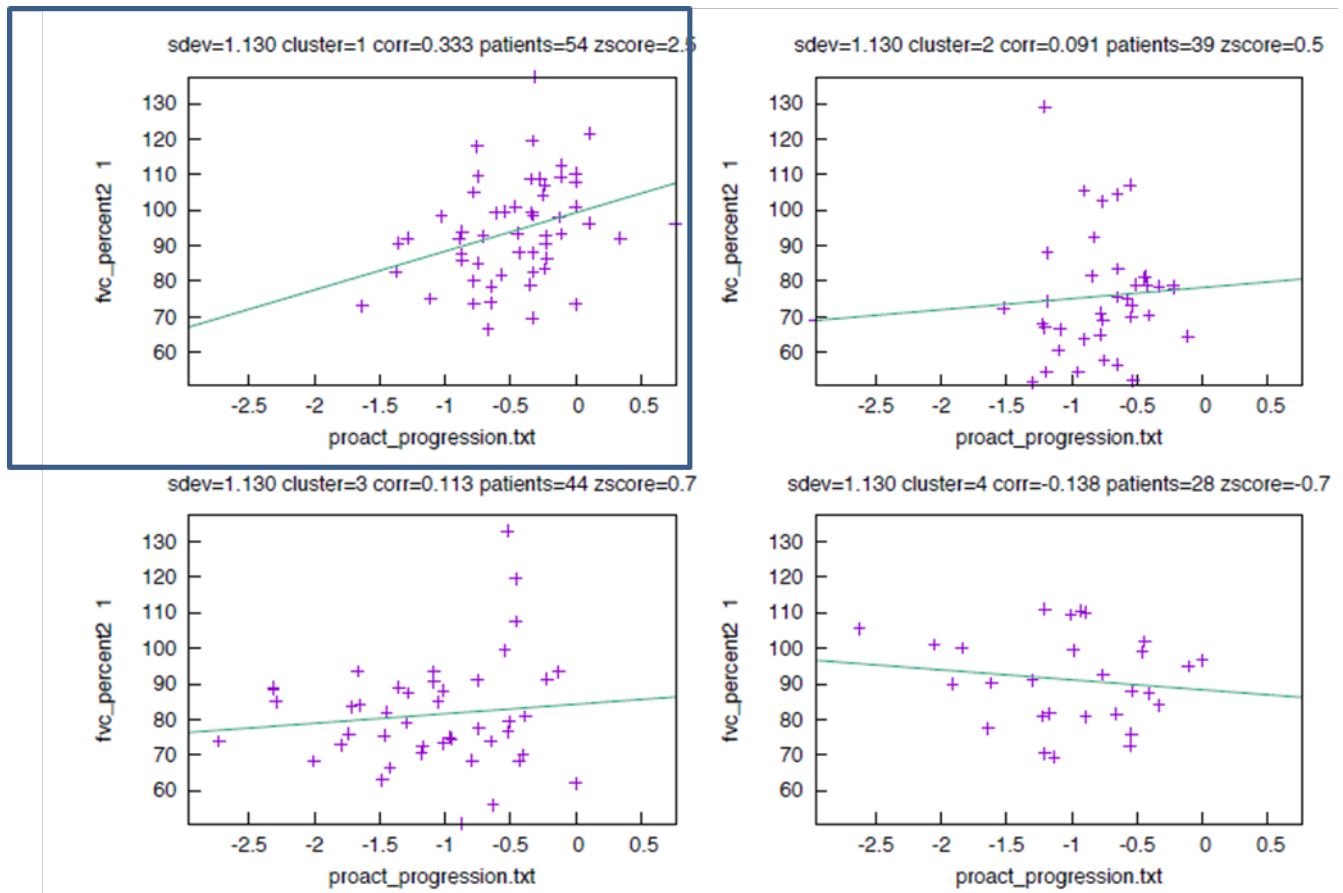 sdev=1.130 cluster=1 corr=0.333 patients=54 zscore=2.5
130
120
110
100
90
80
70
60
fvc_percent2 1
-2.5 -2 -1.5 -1 -0.5 0 0.5
proact_progression.txt
sdev=1.130 cluster=2 corr=0.091 patients=39 zscore=0.5
130
120
110
100
90
80
70
60
fvc_percent2 1
-2.5 -2 -1.5 -1 -0.5 0 0.5
proact_progression.txt
sdev=1.130 cluster=3 corr=0.113 patients=44 zscore=0.7
130
120
110
100
90
80
70
60
fvc_percent2 1
-2.5 -2 -1.5 -1 -0.5 0 0.5
proact_progression.txt
sdev=1.130 cluster=4 corr=-0.138 patients=28 zscore=-0.7
130
120
110
100
90
80
70
60
fvc_percent2 1
-2.5 -2 -1.5 -1 -0.5 0 0.5
proact_progression.txt